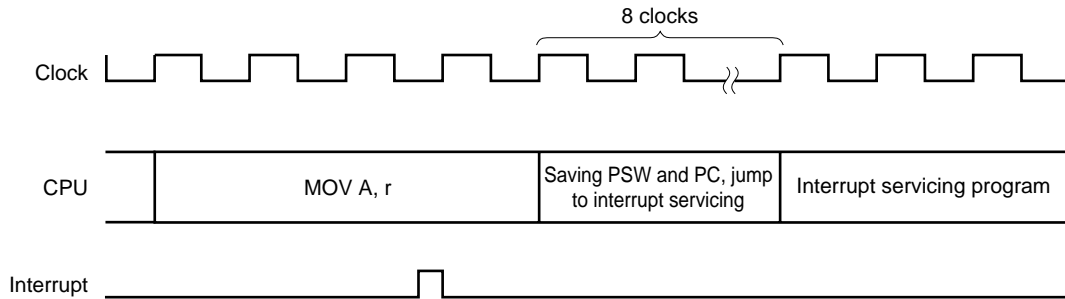 8 clocks
Clock
CPU
MOV A, r
Saving PSW and PC, jump
to interrupt servicing
Interrupt servicing program
Interrupt